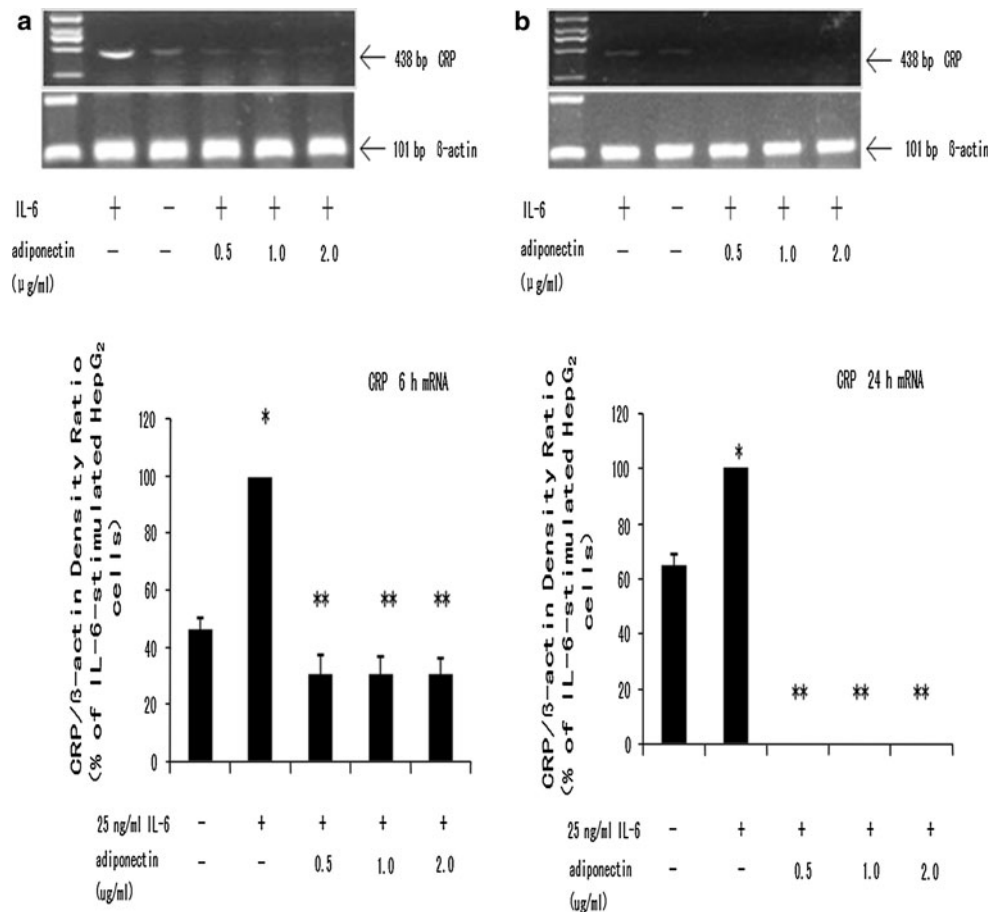 a
438 bp CRP
101 bp ß-actin
IL-6 + − + + +
adiponectin − − 0.5 1.0 2.0
(μg/ml)
CRP/ß-actin Density Ratio
(% of IL-6-stimulated HepG2
cells)
CRP 6 h mRNA
120
100
80
60
40
20
0
*
** ** **
25 ng/ml IL-6 − + + + +
adiponectin − − 0.5 1.0 2.0
(ug/ml)
b
438 bp CRP
101 bp ß-actin
IL-6 + − + + +
adiponectin − − 0.5 1.0 2.0
(μg/ml)
CRP/ß-actin Density Ratio
(% of IL-6-stimulated HepG2
cells)
CRP 24 h mRNA
120
100
80
60
40
20
0
*
** ** **
25 ng/ml IL-6 − + + + +
adiponectin − − 0.5 1.0 2.0
(ug/ml)